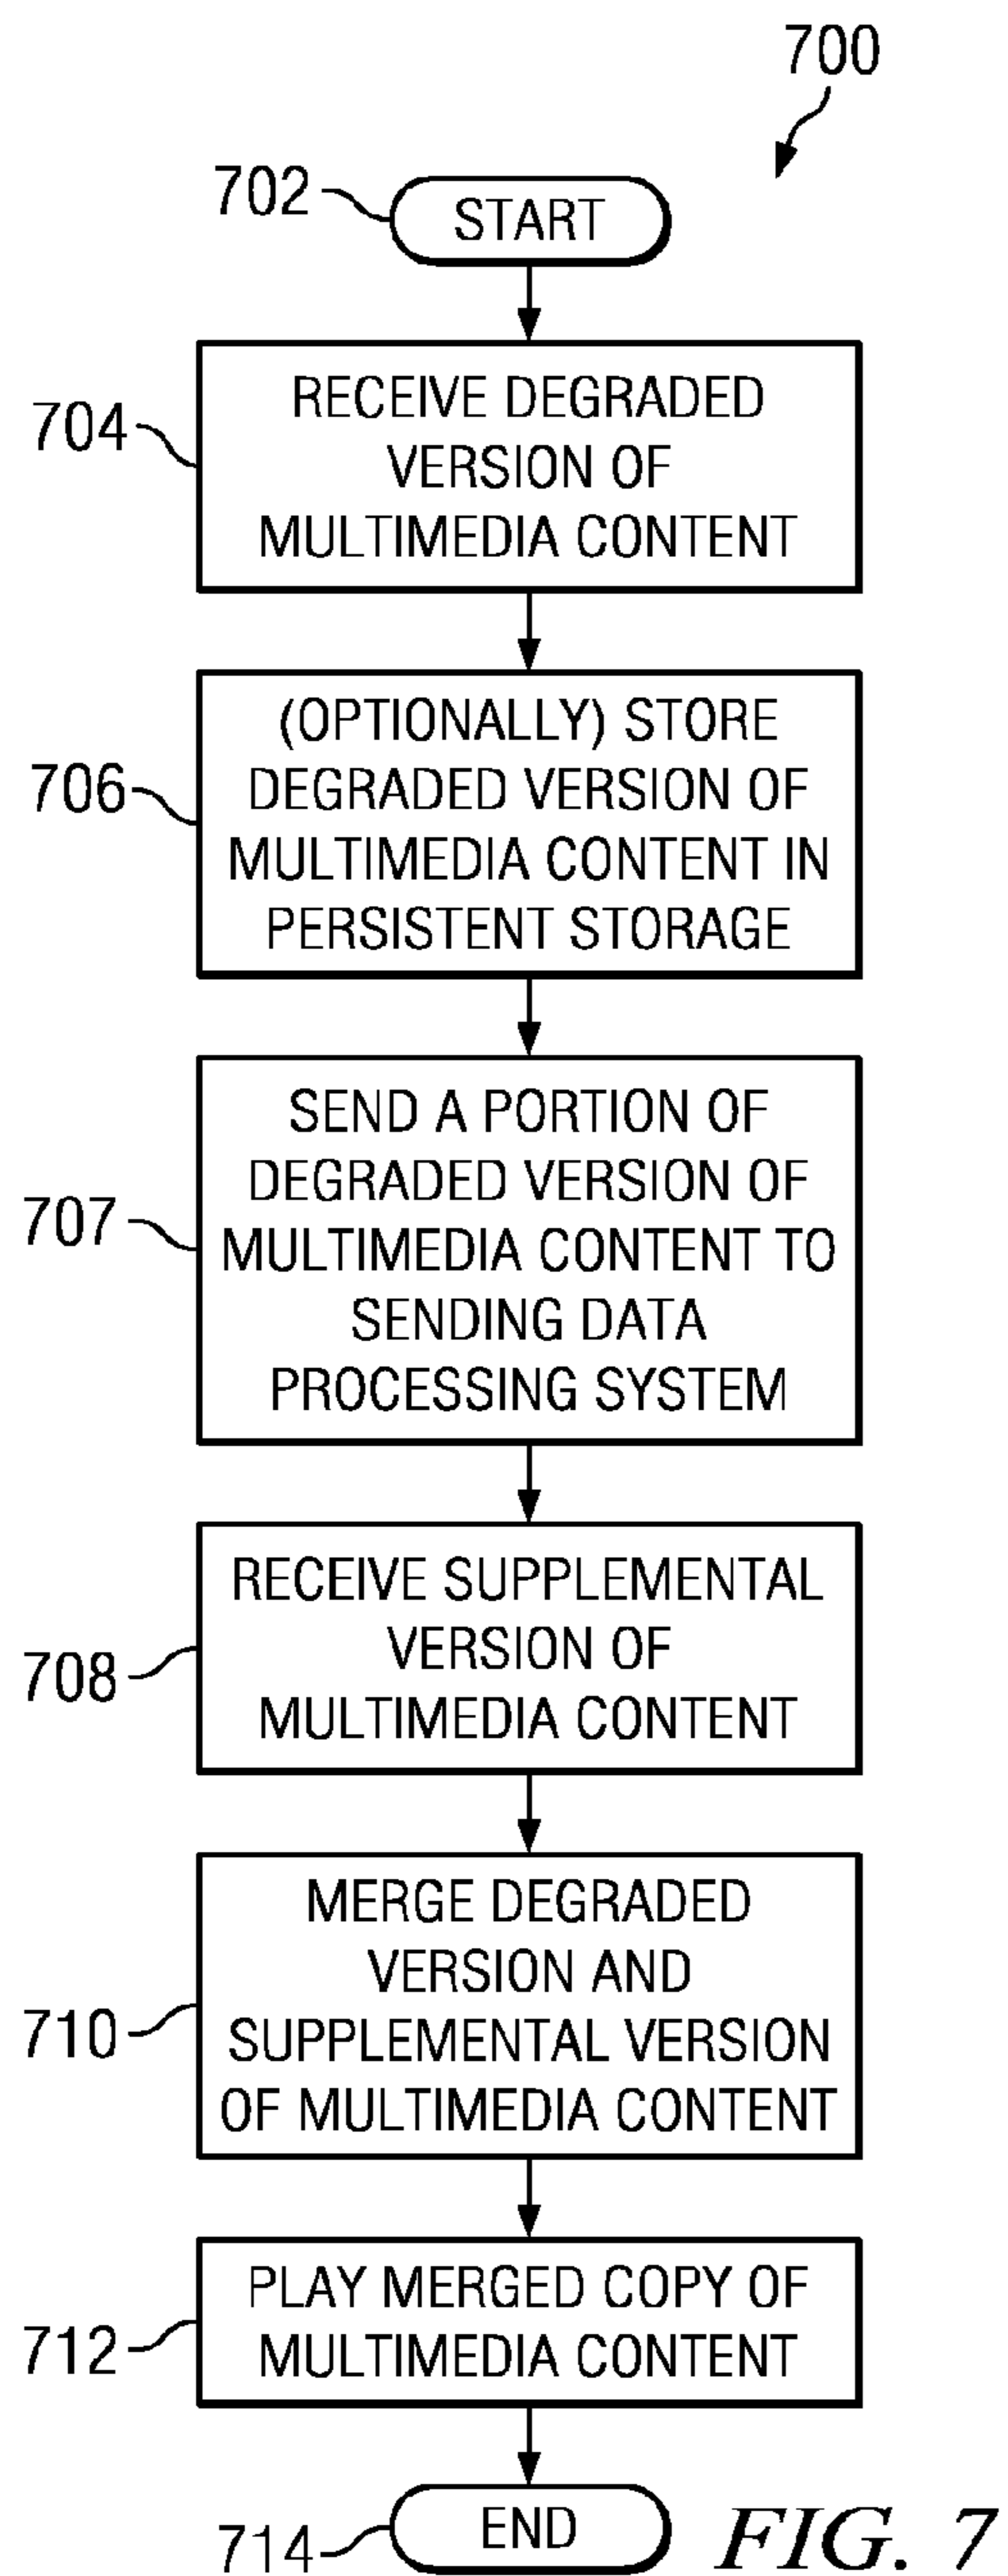 700
702
START
704
RECEIVE DEGRADED
VERSION OF
MULTIMEDIA CONTENT
706
(OPTIONALLY) STORE
DEGRADED VERSION OF
MULTIMEDIA CONTENT IN
PERSISTENT STORAGE
707
SEND A PORTION OF
DEGRADED VERSION OF
MULTIMEDIA CONTENT TO
SENDING DATA
PROCESSING SYSTEM
708
RECEIVE SUPPLEMENTAL
VERSION OF
MULTIMEDIA CONTENT
710
MERGE DEGRADED
VERSION AND
SUPPLEMENTAL VERSION
OF MULTIMEDIA CONTENT
712
PLAY MERGED COPY OF
MULTIMEDIA CONTENT
714
END
FIG. 7